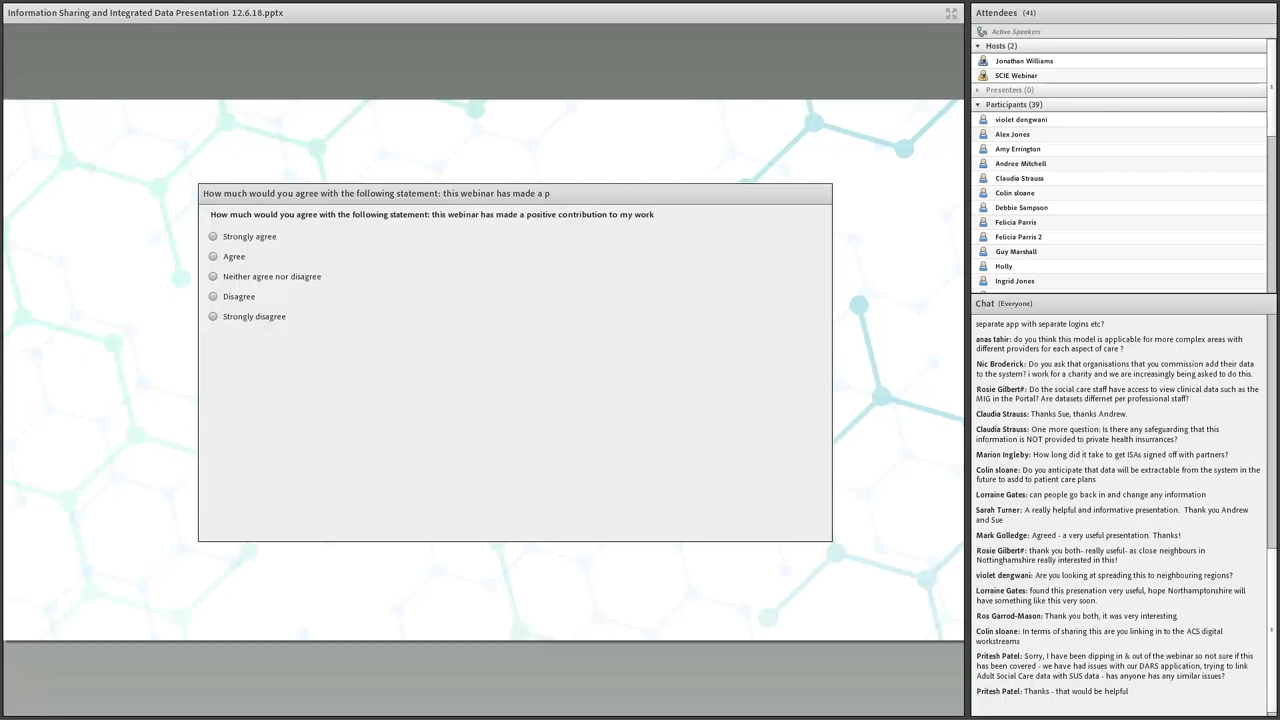 Information Sharing and Integrated Data Presentation 12.6.18.pptx
How much would you agree with the following statement: this webinar has made a p
How much would you agree with the following statement: this webinar has made a positive contribution to my work
Strongly agree
Agree
Neither agree nor disagree
Disagree
Strongly disagree
Attendees (41)
Active Speakers
Hosts (2)
Jonathan Williams
SCIE Webinar
Presenters (0)
Participants (39)
violet dengwani
Alex Jones
Amy Errington
Andree Mitchell
Claudia Strauss
Colin sloane
Debbie Sampson
Felicia Parris
Felicia Parris 2
Guy Marshall
Holly
Ingrid Jones
Chat (Everyone)
separate app with separate logins etc?
anas tahir: do you think this model is applicable for more complex areas with
different providers for each aspect of care ?
Nic Broderick: Do you ask that organisations that you commission add their data
to the system? i work for a charity and we are increasingly being asked to do this.
Rosie Gilbert#: Do the social care staff have access to view clinical data such as the
MIG in the Portal? Are datasets differnet per professional staff?
Claudia Strauss: Thanks Sue, thanks Andrew.
Claudia Strauss: One more question: Is there any safeguarding that this
information is NOT provided to private health insurrances?
Marion Ingleby: How long did it take to get ISAs signed off with partners?
Colin sloane: Do you anticipate that data will be extractable from the system in the
future to asdd to patient care plans
Lorraine Gates: can people go back in and change any information
Sarah Turner: A really helpful and informative presentation. Thank you Andrew
and Sue
Mark Golledge: Agreed - a very useful presentation. Thanks!
Rosie Gilbert#: thank you both- really useful- as close neighbours in
Nottinghamshire really interested in this!
violet dengwani: Are you looking at spreading this to neighbouring regions?
Lorraine Gates: found this presenation very useful, hope Northamptonshire will
have something like this very soon.
Ros Garrod-Mason: Thank you both, it was very interesting.
Colin sloane: In terms of sharing this are you linking in to the ACS digital
workstreams
Pritesh Patel: Sorry, I have been dipping in & out of the webinar so not sure if this
has been covered - we have had issues with our DARS application, trying to link
Adult Social Care data with SUS data - has anyone has any similar issues?
Pritesh Patel: Thanks - that would be helpful